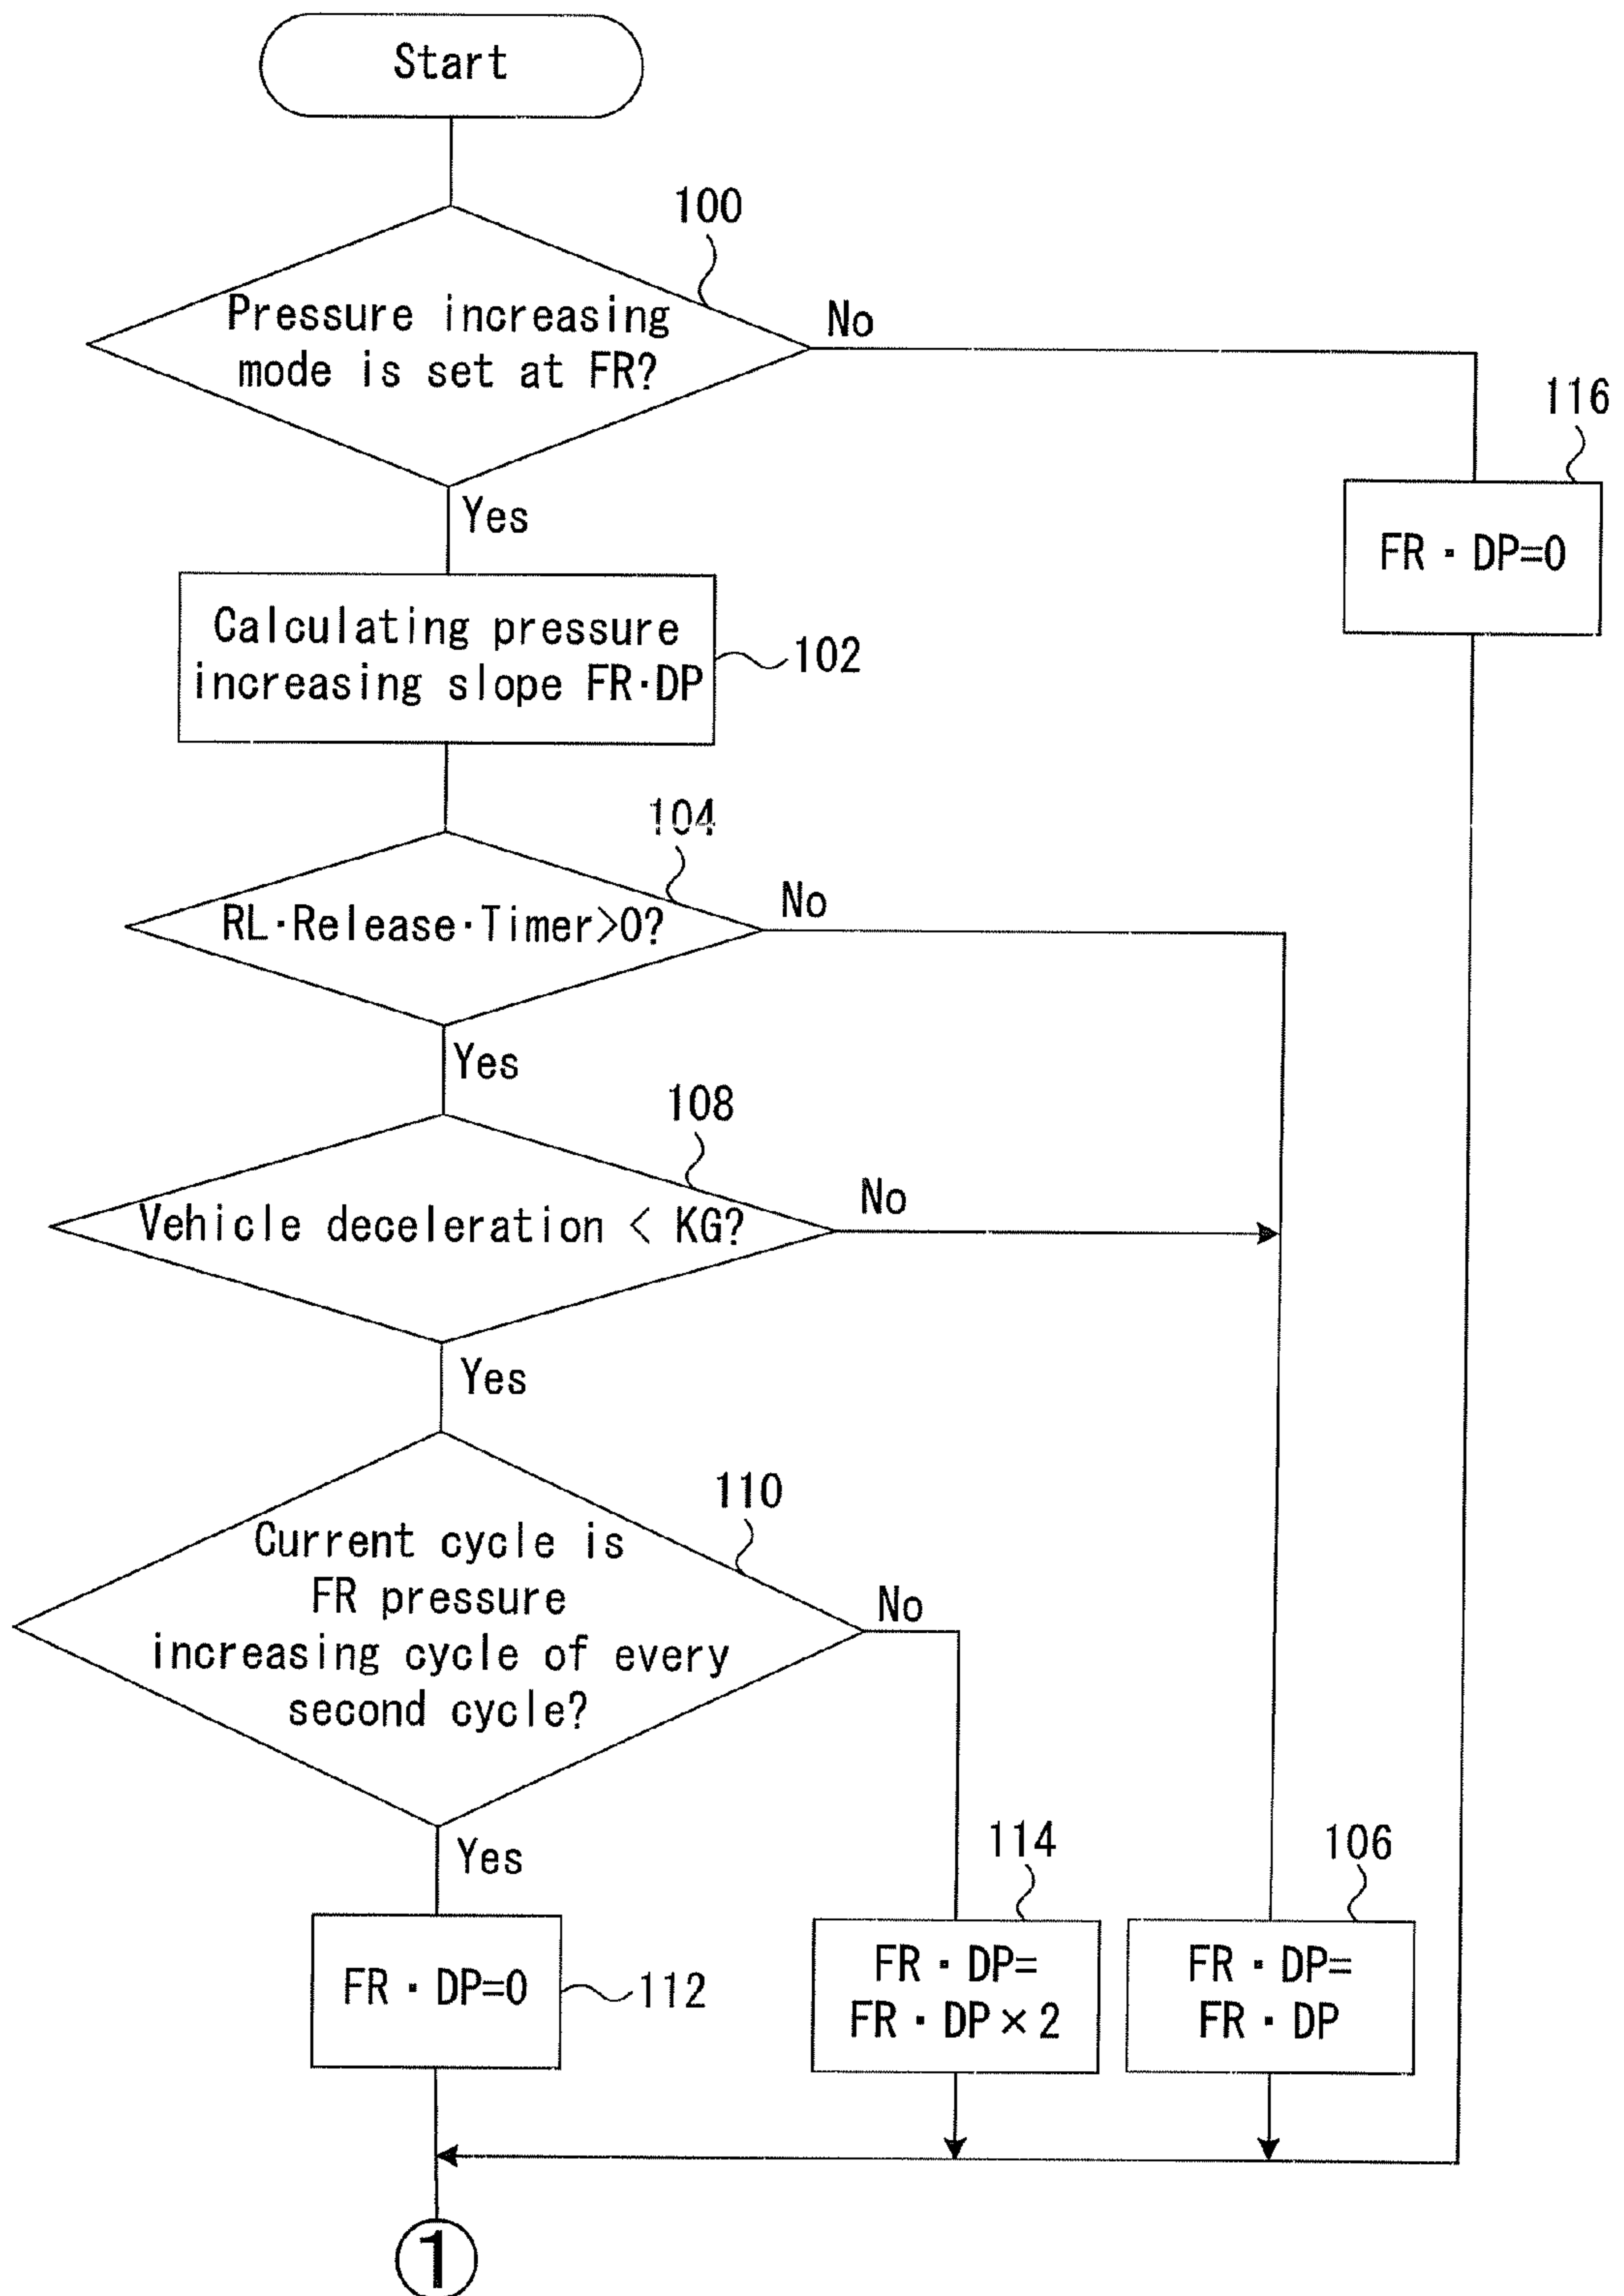 Start
100
Pressure increasing
mode is set at FR?
No
116
Yes
FR・DP=0
Calculating pressure
increasing slope FR・DP
102
104
RL・Release・Timer>0?
No
Yes
108
Vehicle deceleration < KG?
No
Yes
110
Current cycle is
FR pressure
increasing cycle of every
second cycle?
No
Yes
114
106
FR・DP=0
112
FR・DP=
FR・DP×2
FR・DP=
FR・DP
1